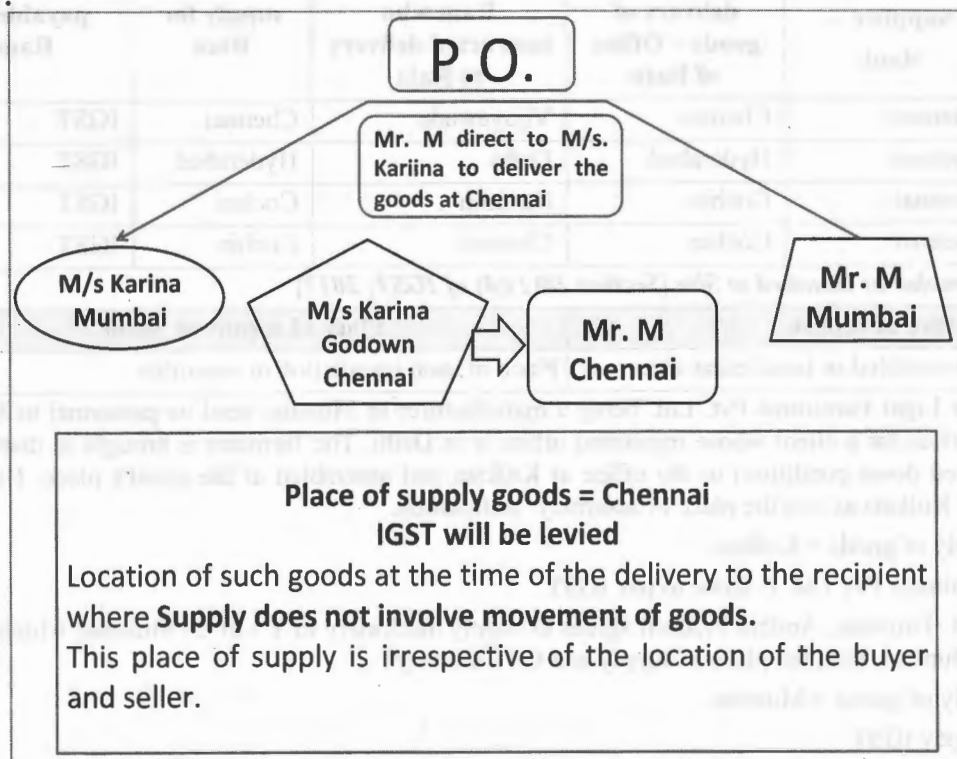 P.O.
Mr. M direct to M/s.
Kariina to deliver the
goods at Chennai
M/s Karina
Mumbai
M/s Karina
Godown
Chennai
Mr. M
Chennai
Mr. M
Mumbai
Place of supply goods = Chennai
IGST will be levied
Location of such goods at the time of the delivery to the recipient
where Supply does not involve movement of goods.
This place of supply is irrespective of the location of the buyer
and seller.